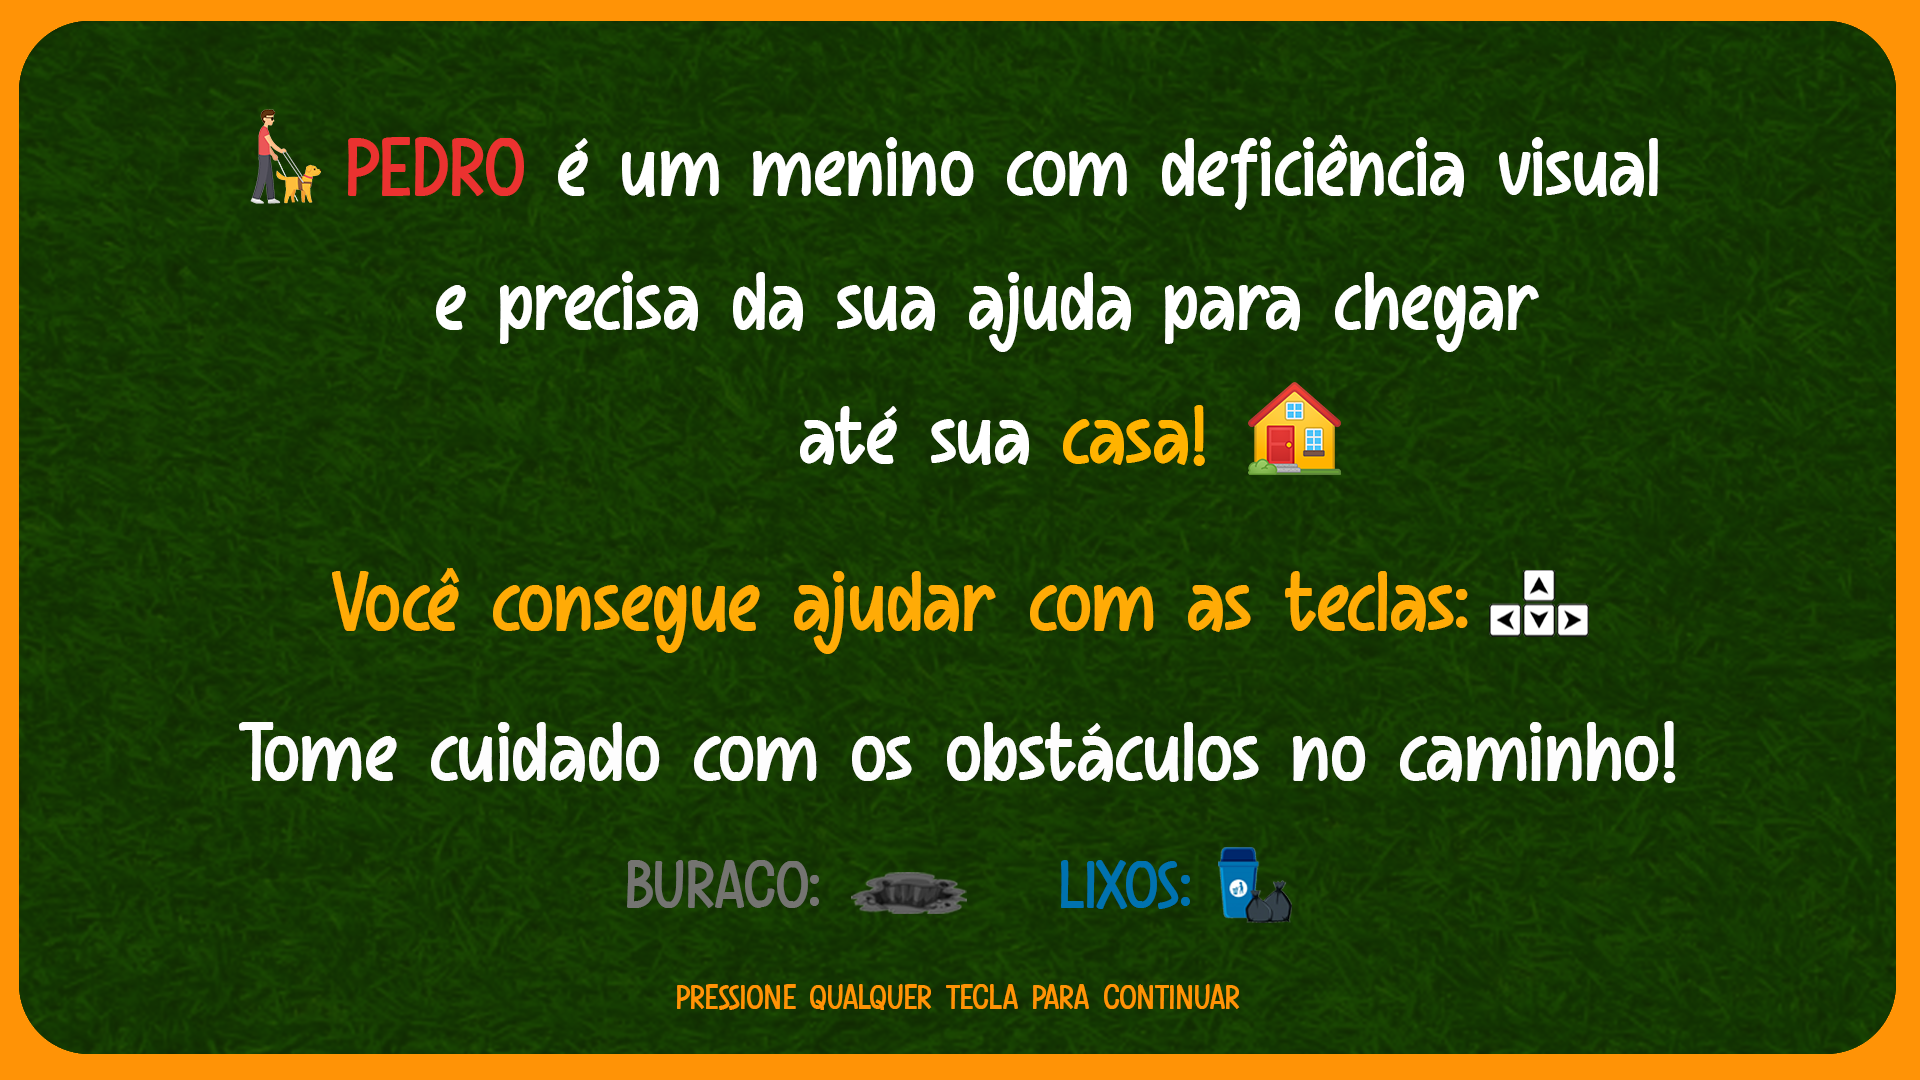 PEDRO é um menino com deficiência visual
e precisa da sua ajuda para chegar
até sua casa!
Você consegue ajudar com as teclas:
Tome cuidado com os obstáculos no caminho!
BURACO: LIXOS:
PRESSIONE QUALQUER TECLA PARA CONTINUAR